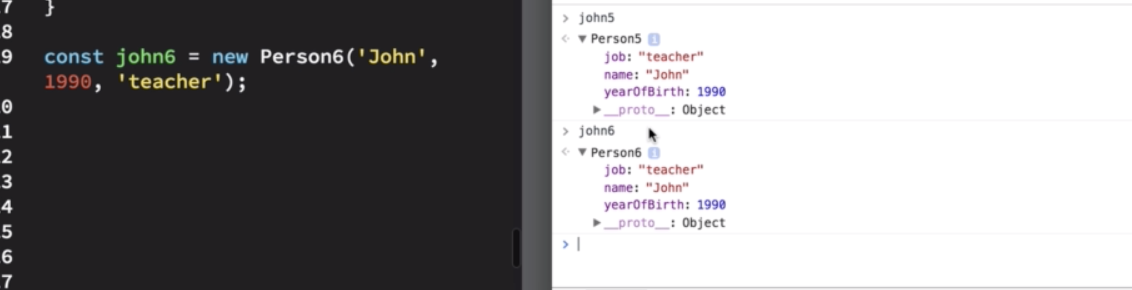 7 }
8
9 const john6 = new Person6('John',
1990, 'teacher');
0
1
2
3
4
5
6
7
> john5
Person5 i
job: "teacher"
name: "John"
yearOfBirth: 1990
__proto__: Object
> john6
Person6 i
job: "teacher"
name: "John"
yearOfBirth: 1990
__proto__: Object
>